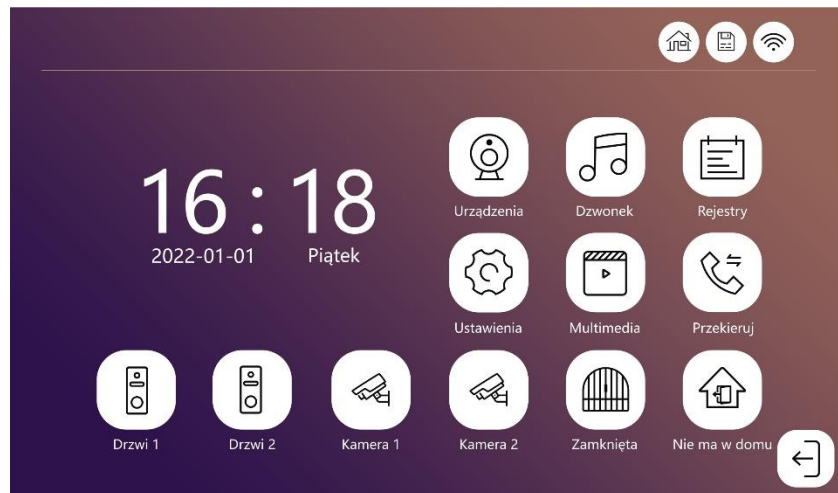 16 : 18
2022-01-01 Piątek
Urządzenia Dzwonek Rejestry
Ustawienia Multimedia Przekieruj
Drzwi 1 Drzwi 2 Kamera 1 Kamera 2 Zamknięta Nie ma w domu